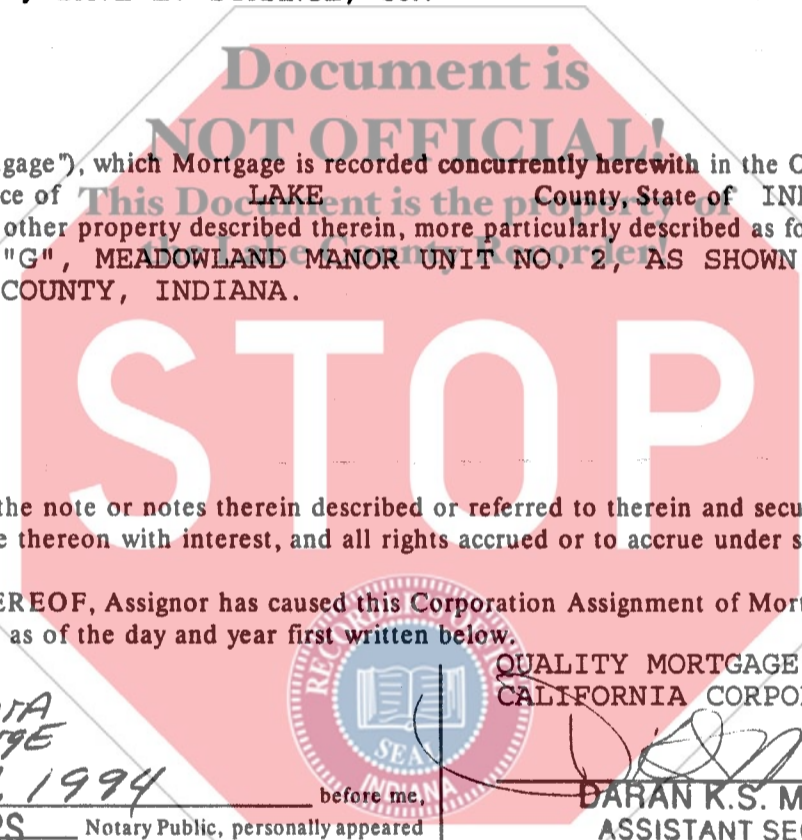 Document is
NOT OFFICIAL!
gage"), which Mortgage is recorded concurrently herewith in the C
ce of LAKE County, State of IND
This Document is the property of
other property described therein, more particularly described as fo
the Lake County Recorder!
"G", MEADOWLAND MANOR UNIT NO. 2, AS SHOWN
COUNTY, INDIANA.
STOP
the note or notes therein described or referred to therein and secu
e thereon with interest, and all rights accrued or to accrue under s
EREOF, Assignor has caused this Corporation Assignment of Mort
as of the day and year first written below.
QUALITY MORTGAGE
CALIFORNIA CORPO
SEAL
INDIANA
1994
before me,
DARAN K.S. M
Notary Public, personally appeared
ASSISTANT SEC